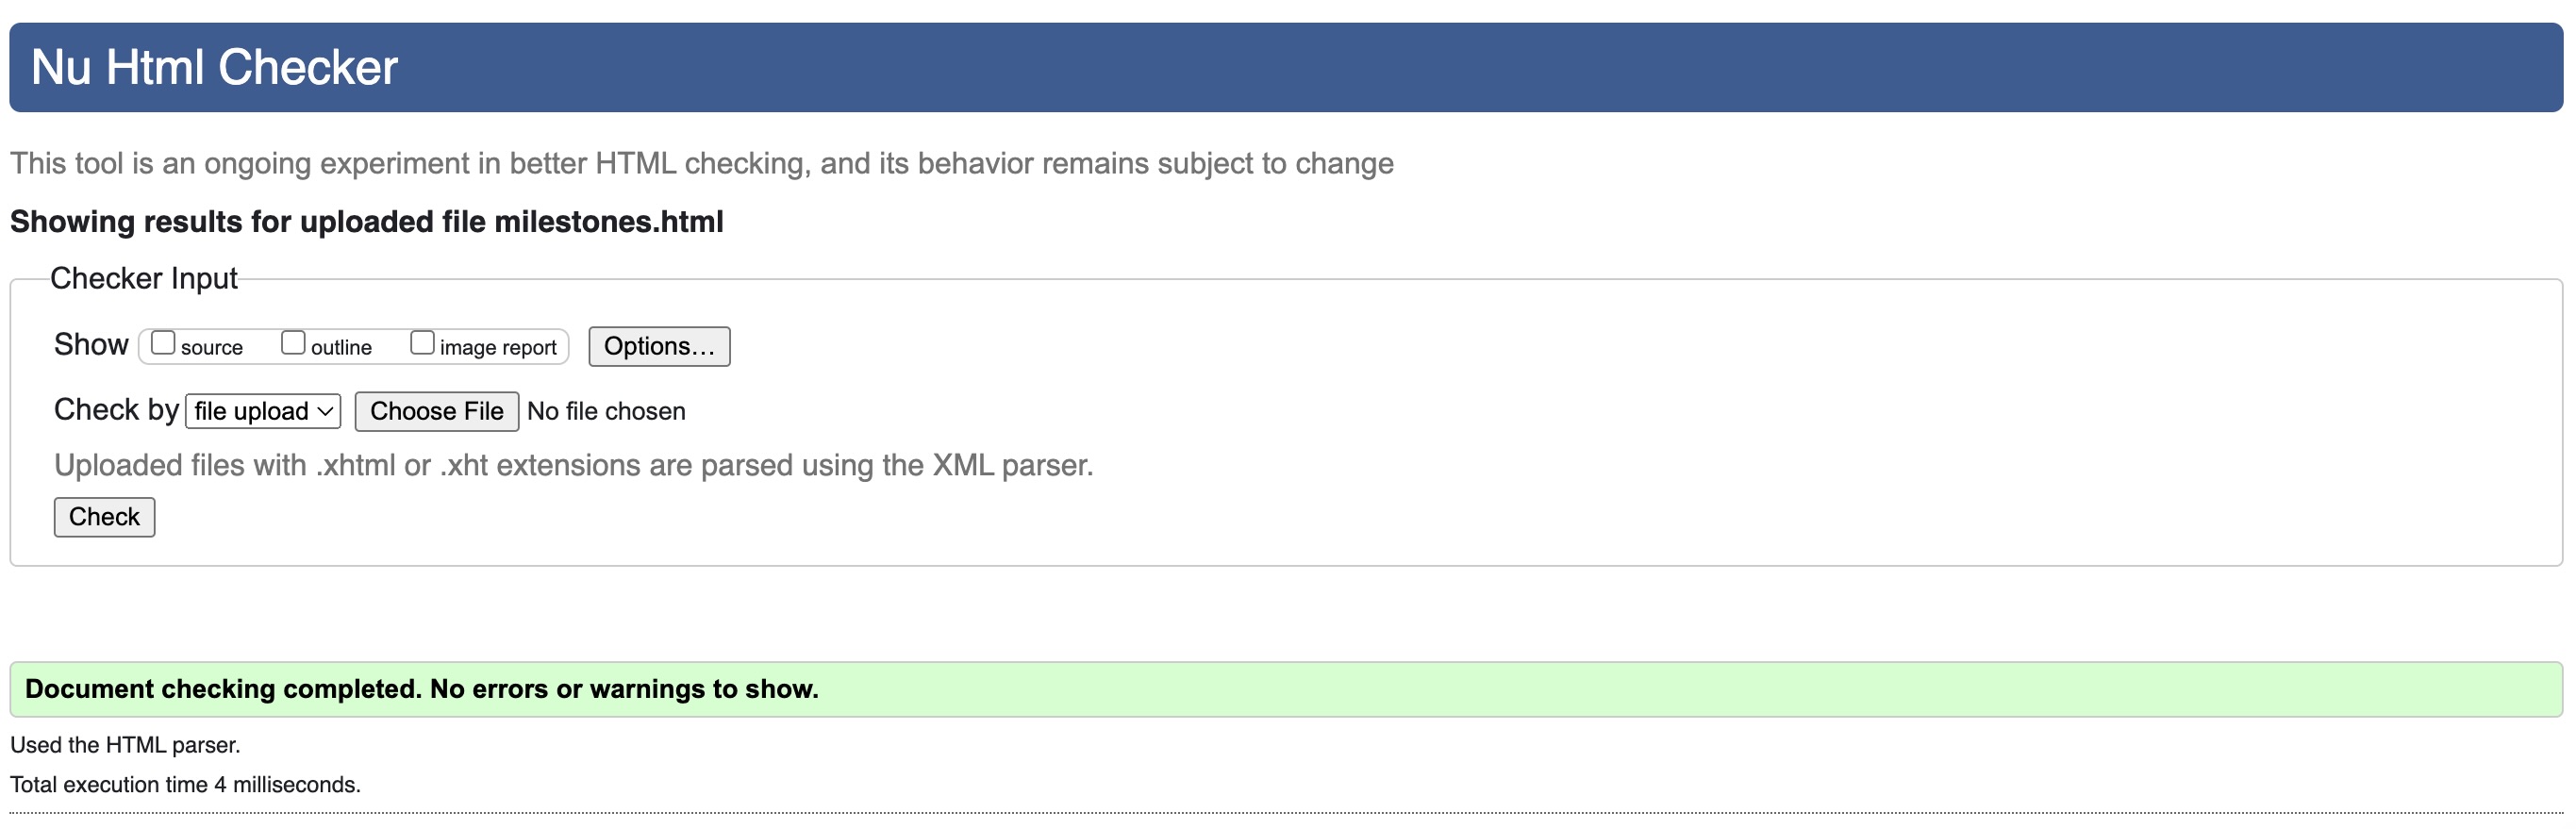 Nu Html Checker
This tool is an ongoing experiment in better HTML checking, and its behavior remains subject to change
Showing results for uploaded file milestones.html
Checker Input
Show source outline image report Options...
Check by file upload Choose File No file chosen
Uploaded files with .xhtml or .xht extensions are parsed using the XML parser.
Check
Document checking completed. No errors or warnings to show.
Used the HTML parser.
Total execution time 4 milliseconds.